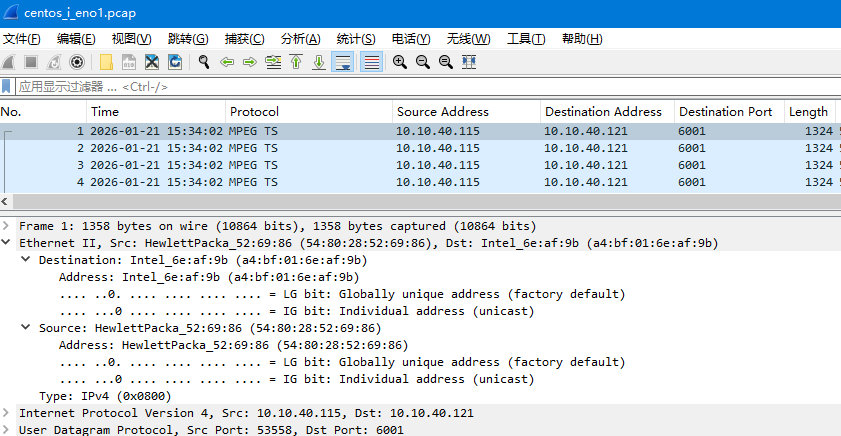 centos_i_eno1.pcap
文件(F) 编辑(E) 视图(V) 跳转(G) 捕获(C) 分析(A) 统计(S) 电话(Y) 无线(W) 工具(T) 帮助(H)
应用显示过滤器 … <Ctrl-/>
No. Time Protocol Source Address Destination Address Destination Port Length
1 2026-01-21 15:34:02 MPEG TS 10.10.40.115 10.10.40.121 6001 1324
2 2026-01-21 15:34:02 MPEG TS 10.10.40.115 10.10.40.121 6001 1324
3 2026-01-21 15:34:02 MPEG TS 10.10.40.115 10.10.40.121 6001 1324
4 2026-01-21 15:34:02 MPEG TS 10.10.40.115 10.10.40.121 6001 1324
Frame 1: 1358 bytes on wire (10864 bits), 1358 bytes captured (10864 bits)
Ethernet II, Src: HewlettPacka_52:69:86 (54:80:28:52:69:86), Dst: Intel_6e:af:9b (a4:bf:01:6e:af:9b)
Destination: Intel_6e:af:9b (a4:bf:01:6e:af:9b)
Address: Intel_6e:af:9b (a4:bf:01:6e:af:9b)
.... ..0. .... .... .... .... = LG bit: Globally unique address (factory default)
.... ...0 .... .... .... .... = IG bit: Individual address (unicast)
Source: HewlettPacka_52:69:86 (54:80:28:52:69:86)
Address: HewlettPacka_52:69:86 (54:80:28:52:69:86)
.... ..0. .... .... .... .... = LG bit: Globally unique address (factory default)
.... ...0 .... .... .... .... = IG bit: Individual address (unicast)
Type: IPv4 (0x0800)
Internet Protocol Version 4, Src: 10.10.40.115, Dst: 10.10.40.121
User Datagram Protocol, Src Port: 53558, Dst Port: 6001